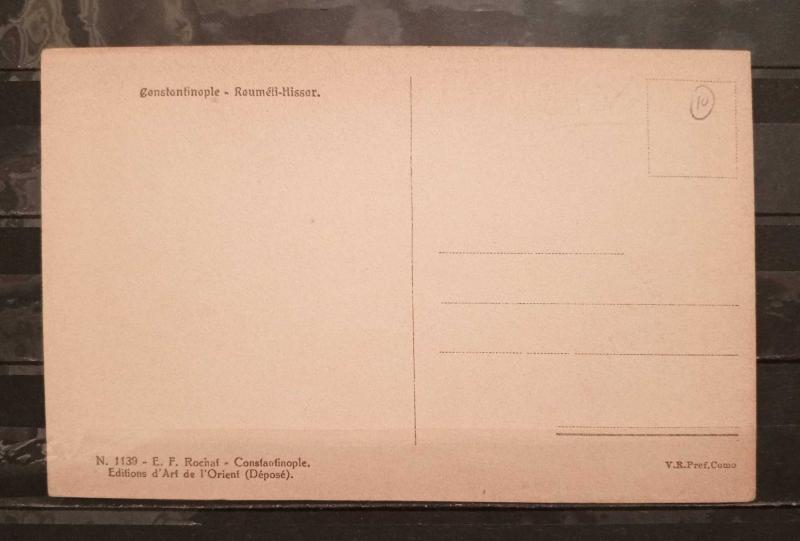 Constantinople - Rouméli-Hissar.
10
N. 1139 - E. F. Rochat - Constantinople.
Editions d'Art de l'Orient (Déposé).
V.R.Pref.Como